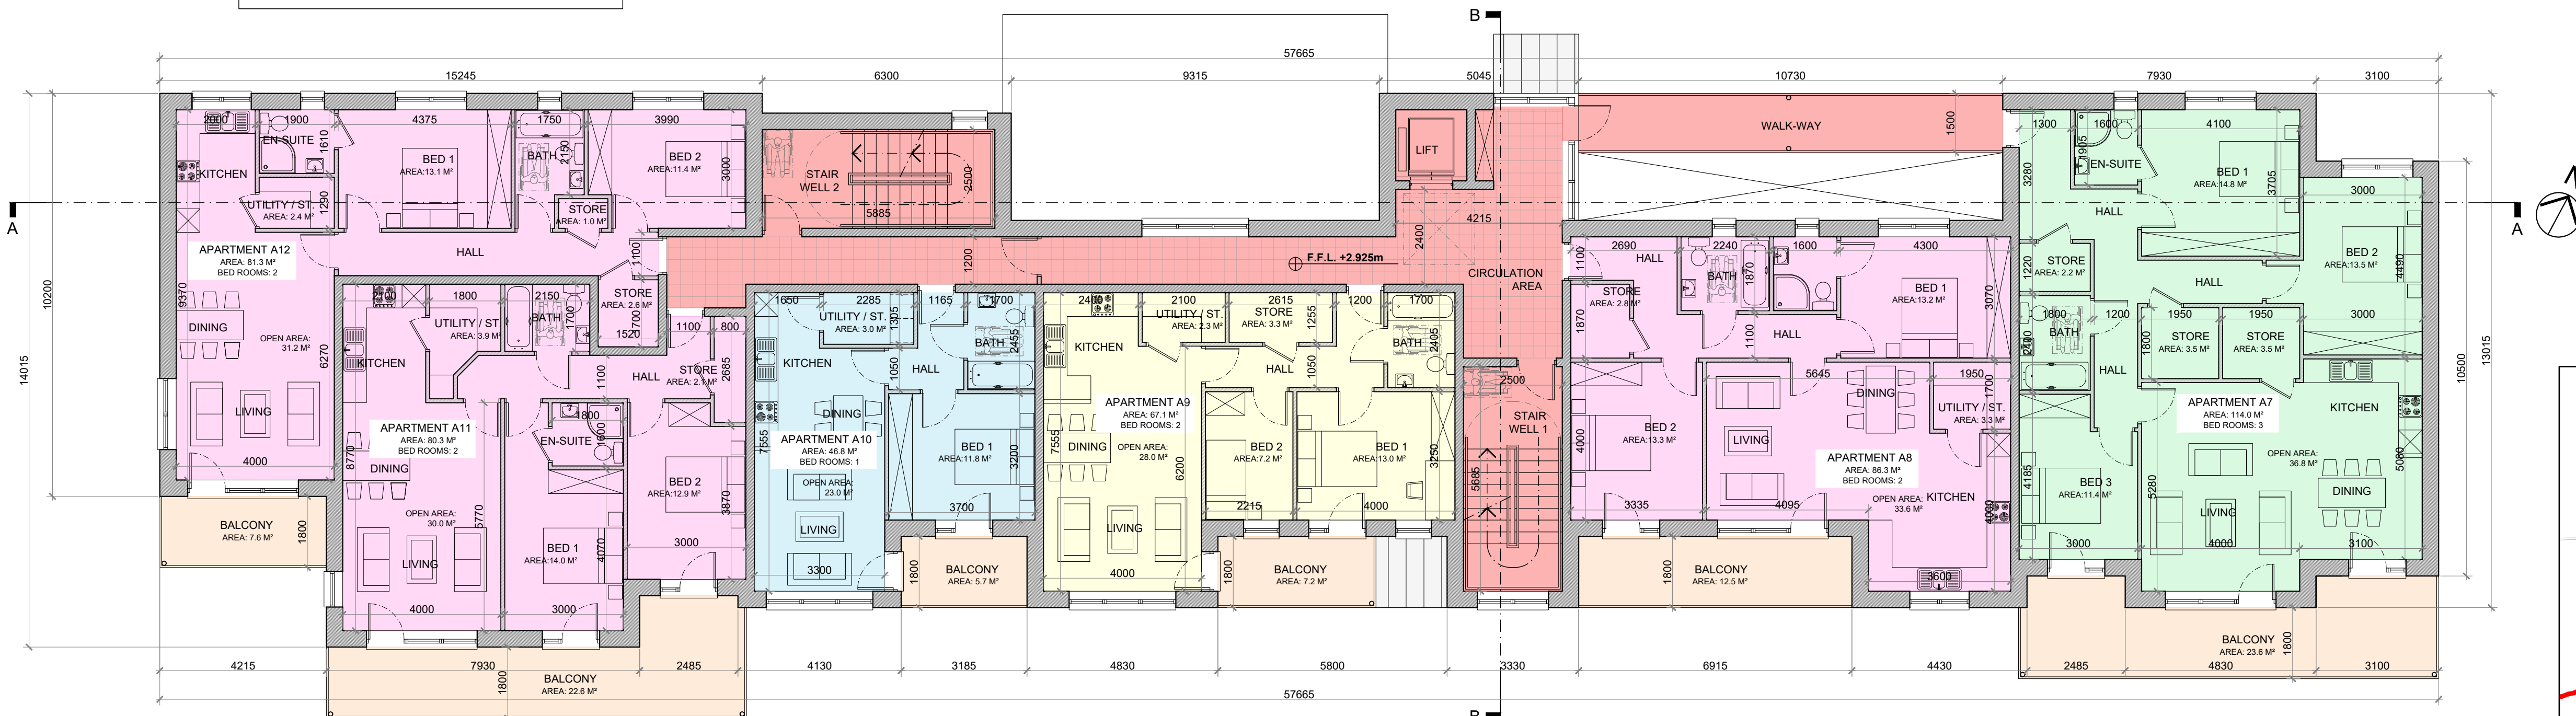 B
57665
15245
6300
9315
5045
10730
7930
3100
A
A
14015
10200
13015
10500
2000
1900
1610
4375
1750
2150
3990
3000
EN-SUITE
KITCHEN
BED 1
AREA:13.1 M²
BATH
BED 2
AREA:11.4 M²
UTILITY / ST.
AREA: 2.4 M²
1290
STORE
AREA: 1.0 M²
HALL
1100
APARTMENT A12
AREA: 81.3 M²
BED ROOMS: 2
9370
DINING
OPEN AREA:
31.2 M²
6270
LIVING
4000
BALCONY
AREA: 7.6 M²
1800
STAIR
WELL 2
2500
5885
1200
F.F.L. +2.925m
LIFT
4215
2400
CIRCULATION
AREA
WALK-WAY
1500
2100
1800
2150
1700
UTILITY / ST.
AREA: 3.9 M²
BATH
KITCHEN
STORE
AREA: 2.6 M²
1700
1520
1100
800
1100
HALL
STORE
AREA: 2.1 M²
2685
APARTMENT A11
AREA: 80.3 M²
BED ROOMS: 2
8770
DINING
OPEN AREA:
30.0 M²
5770
LIVING
4000
1800
1600
EN-SUITE
BED 1
AREA:14.0 M²
4070
3000
BED 2
AREA:12.9 M²
3870
3000
BALCONY
AREA: 22.6 M²
1800
1650
2285
1305
1165
1700
UTILITY / ST.
AREA: 3.0 M²
KITCHEN
BATH
2455
1050
HALL
DINING
7555
APARTMENT A10
AREA: 46.8 M²
BED ROOMS: 1
OPEN AREA:
23.0 M²
LIVING
3300
BED 1
AREA:11.8 M²
3200
3700
BALCONY
AREA: 5.7 M²
1800
2400
2100
2615
1255
1200
1700
KITCHEN
UTILITY / ST.
AREA: 2.3 M²
STORE
AREA: 3.3 M²
BATH
2405
1050
HALL
APARTMENT A9
AREA: 67.1 M²
BED ROOMS: 2
7555
DINING
OPEN AREA:
28.0 M²
6200
LIVING
4000
BED 2
AREA:7.2 M²
2215
BED 1
AREA:13.0 M²
3250
4000
BALCONY
AREA: 7.2 M²
1800
2500
STAIR
WELL 1
5685
2690
1100
HALL
2240
BATH
1870
1600
4300
STORE
AREA: 2.8 M²
1870
BED 1
AREA:13.2 M²
3070
1100
HALL
5645
DINING
1950
1700
UTILITY / ST.
AREA: 3.3 M²
BED 2
AREA:13.3 M²
4000
3335
LIVING
4095
APARTMENT A8
AREA: 86.3 M²
BED ROOMS: 2
OPEN AREA:
33.6 M²
KITCHEN
4000
3600
BALCONY
AREA: 12.5 M²
1800
1300
1600
4100
1905
EN-SUITE
3280
BED 1
AREA:14.8 M²
3705
3000
HALL
BED 2
AREA:13.5 M²
4490
STORE
AREA: 2.2 M²
1220
HALL
1800
1200
1950
1950
3000
BATH
STORE
AREA: 3.5 M²
1800
STORE
AREA: 3.5 M²
HALL
APARTMENT A7
AREA: 114.0 M²
BED ROOMS: 3
KITCHEN
OPEN AREA:
36.8 M²
5080
DINING
BED 3
AREA:11.4 M²
4185
5280
LIVING
3000
4000
3100
BALCONY
AREA: 23.6 M²
1800
4215
7930
2485
4130
3185
4830
5800
3330
6915
4430
2485
4830
3100
57665
B